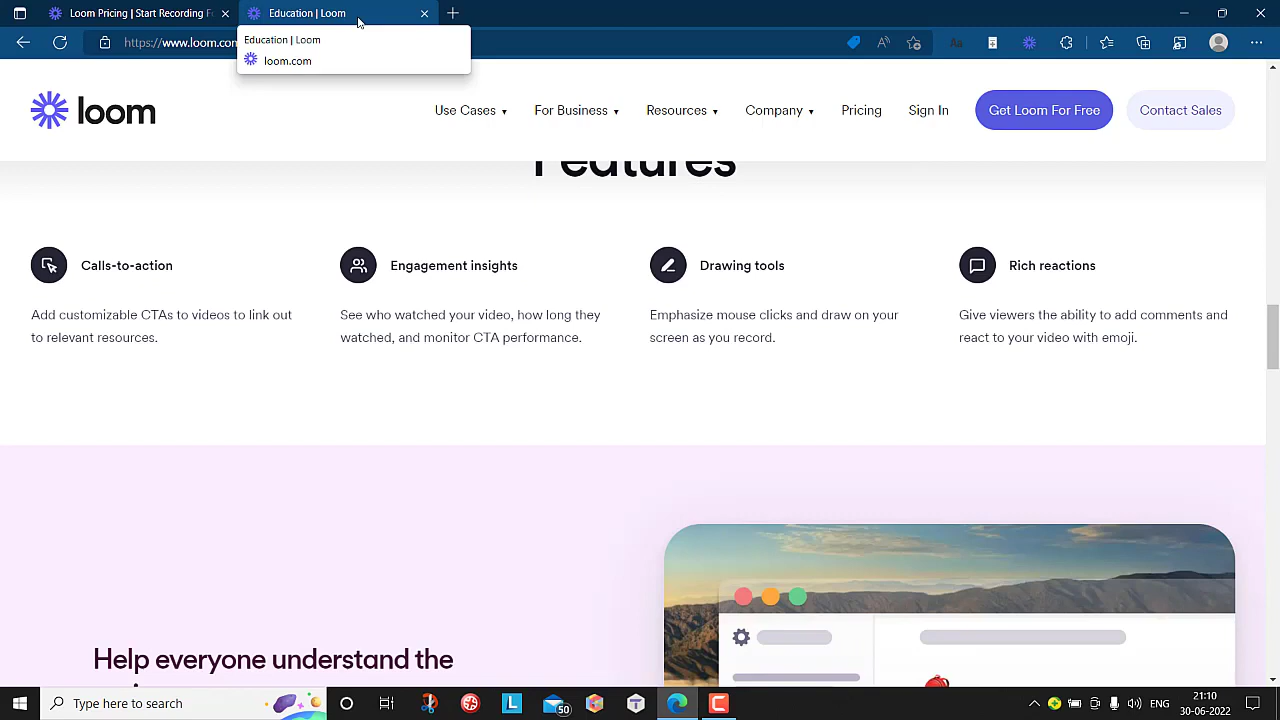 Loom Pricing | Start Recording F
Education | Loom
https://www.loom.con
Education | Loom
loom.com
loom
Use Cases
For Business
Resources
Company
Pricing
Sign In
Get Loom For Free
Contact Sales
Features
Calls-to-action
Engagement insights
Drawing tools
Rich reactions
Add customizable CTAs to videos to link out
to relevant resources.
See who watched your video, how long they
watched, and monitor CTA performance.
Emphasize mouse clicks and draw on your
screen as you record.
Give viewers the ability to add comments and
react to your video with emoji.
Help everyone understand the
Type here to search
L
50
T
ENG
21:10
30-06-2022